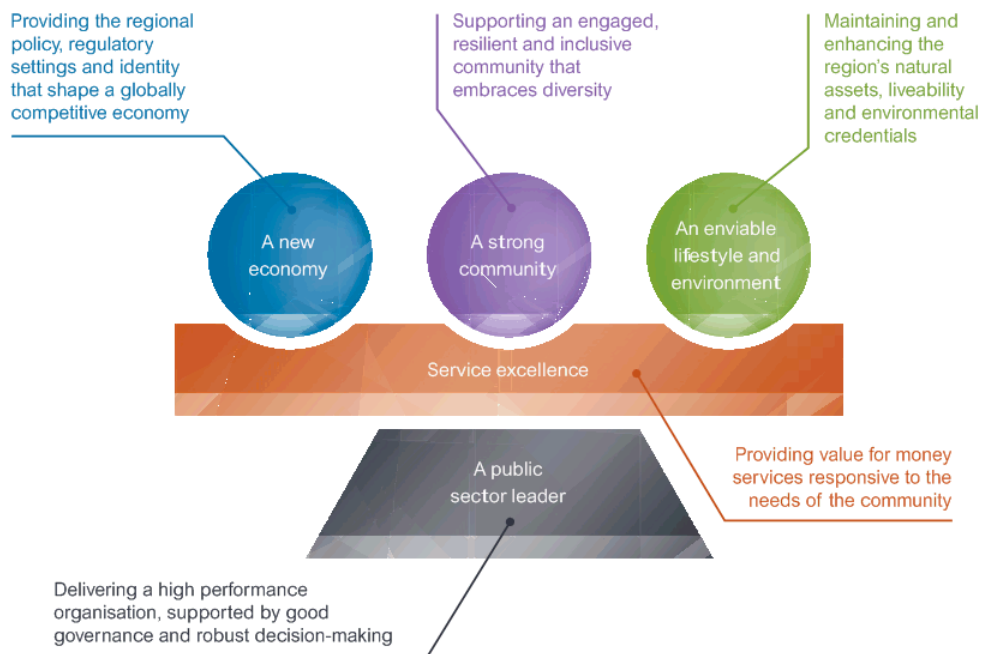 Providing the regional
policy, regulatory
settings and identity
that shape a globally
competitive economy
Supporting an engaged,
resilient and inclusive
community that
embraces diversity
Maintaining and
enhancing the
region's natural
assets, liveability
and environmental
credentials
A new
economy
A strong
community
An enviable
lifestyle and
environment
Service excellence
A public
sector leader
Providing value for money
services responsive to the
needs of the community
Delivering a high performance
organisation, supported by good
governance and robust decision-making